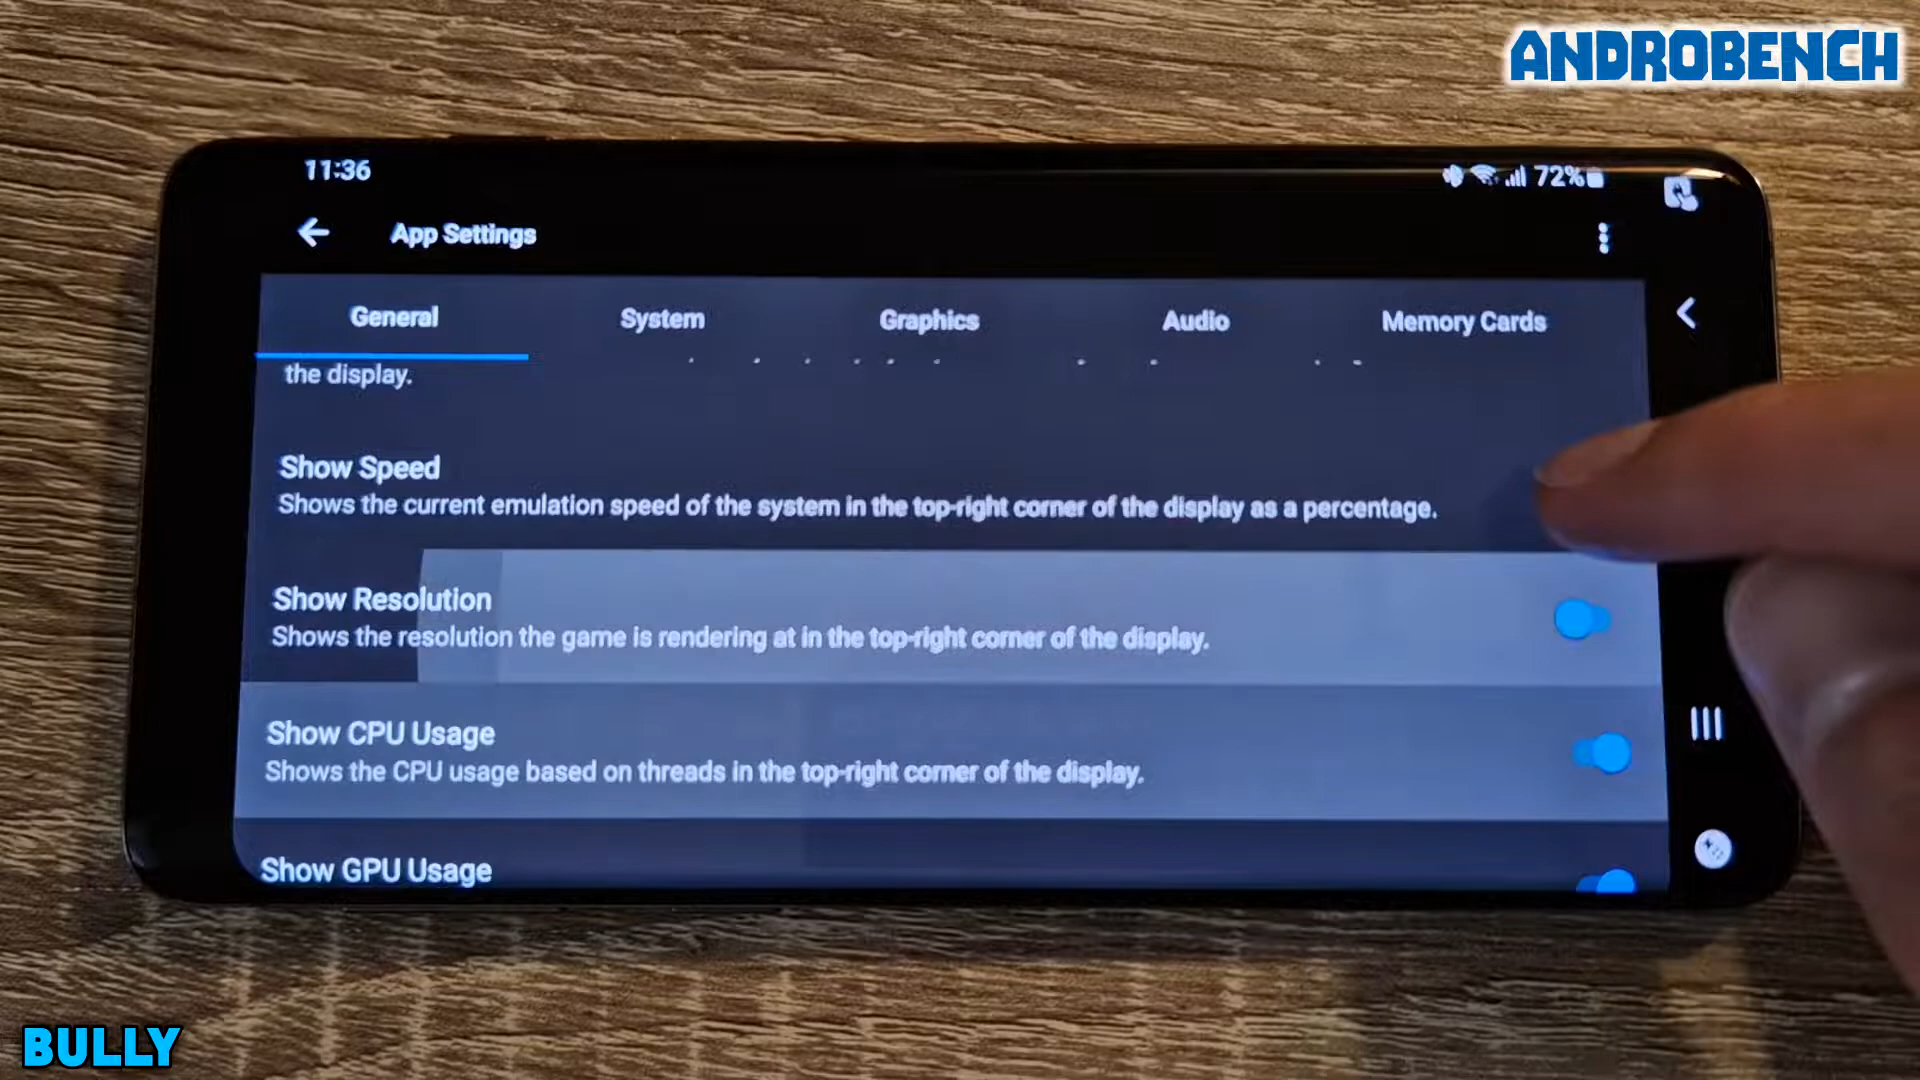 ANDROBENCH
11:36
72%
App Settings
General System Graphics Audio Memory Cards
the display.
Show Speed
Shows the current emulation speed of the system in the top-right corner of the display as a percentage.
Show Resolution
Shows the resolution the game is rendering at in the top-right corner of the display.
Show CPU Usage
Shows the CPU usage based on threads in the top-right corner of the display.
Show GPU Usage
BULLY